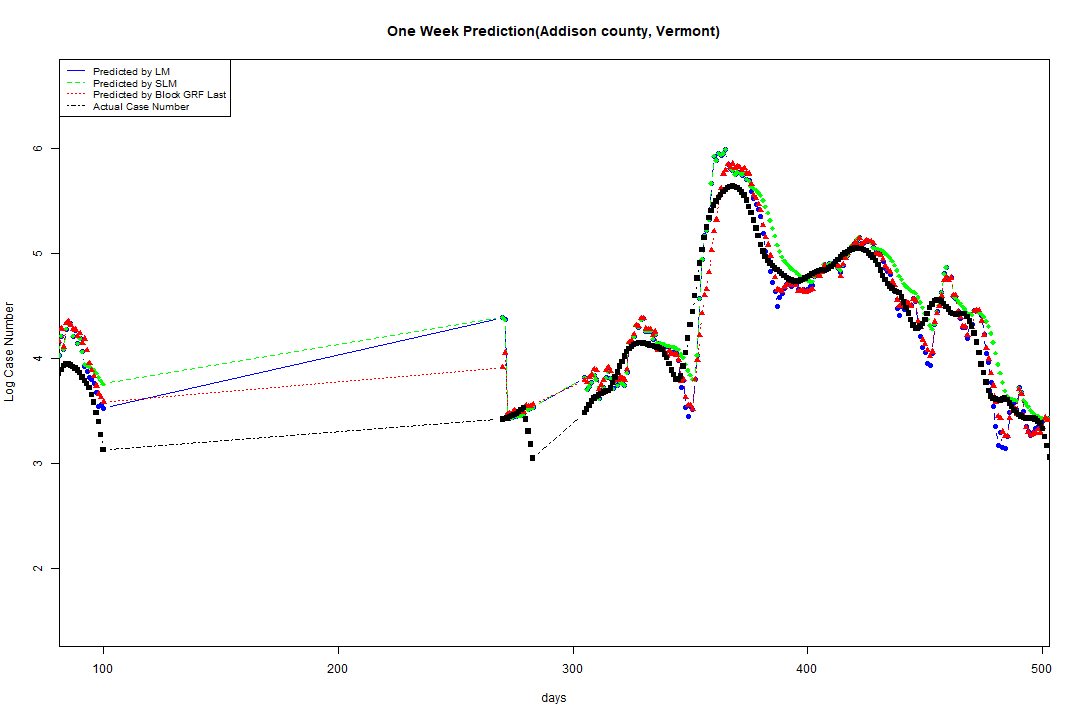 One Week Prediction(Addison county, Vermont)
Predicted by LM
Predicted by SLM
Predicted by Block GRF Last
Actual Case Number
6
5
4
3
2
Log Case Number
100 200 300 400 500
days